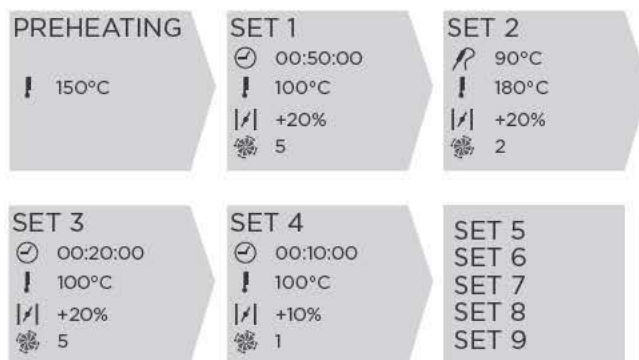 PREHEATING
150°C
SET 1
00:50:00
100°C
+20%
5
SET 2
90°C
180°C
+20%
2
SET 3
00:20:00
100°C
+20%
5
SET 4
00:10:00
100°C
+10%
1
SET 5
SET 6
SET 7
SET 8
SET 9